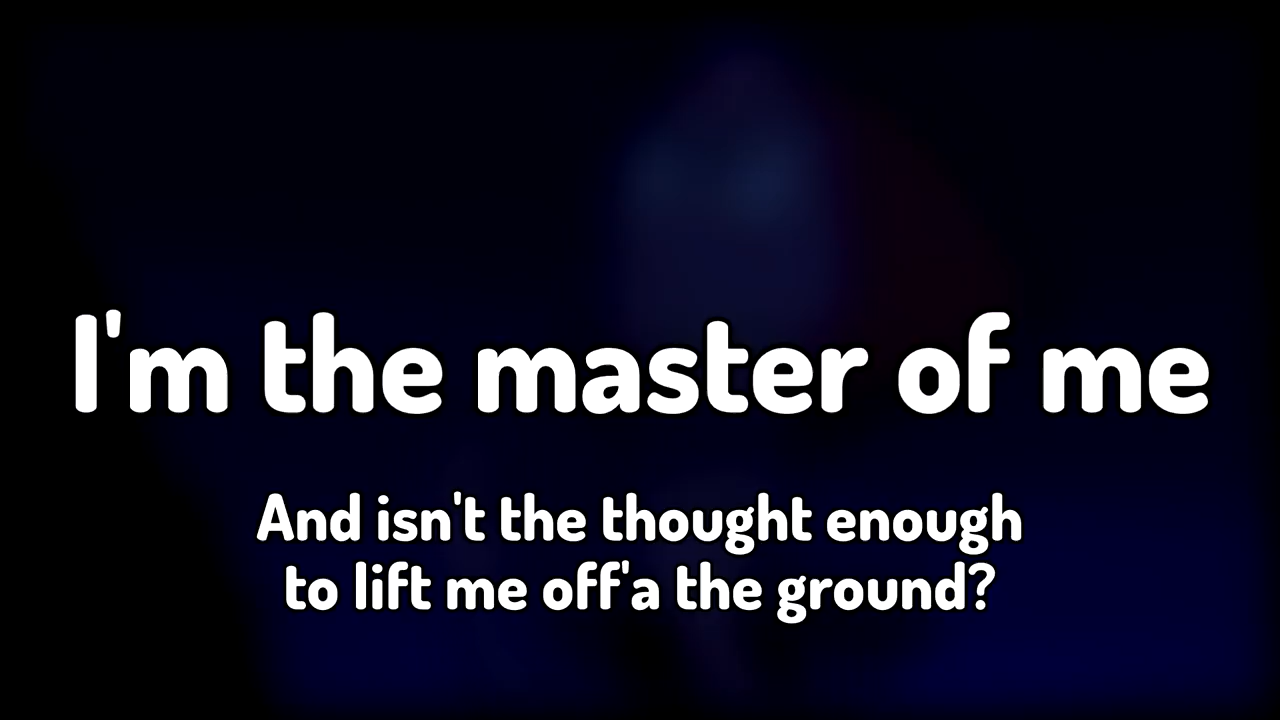 I'm the master of me
And isn't the thought enough
to lift me off'a the ground?